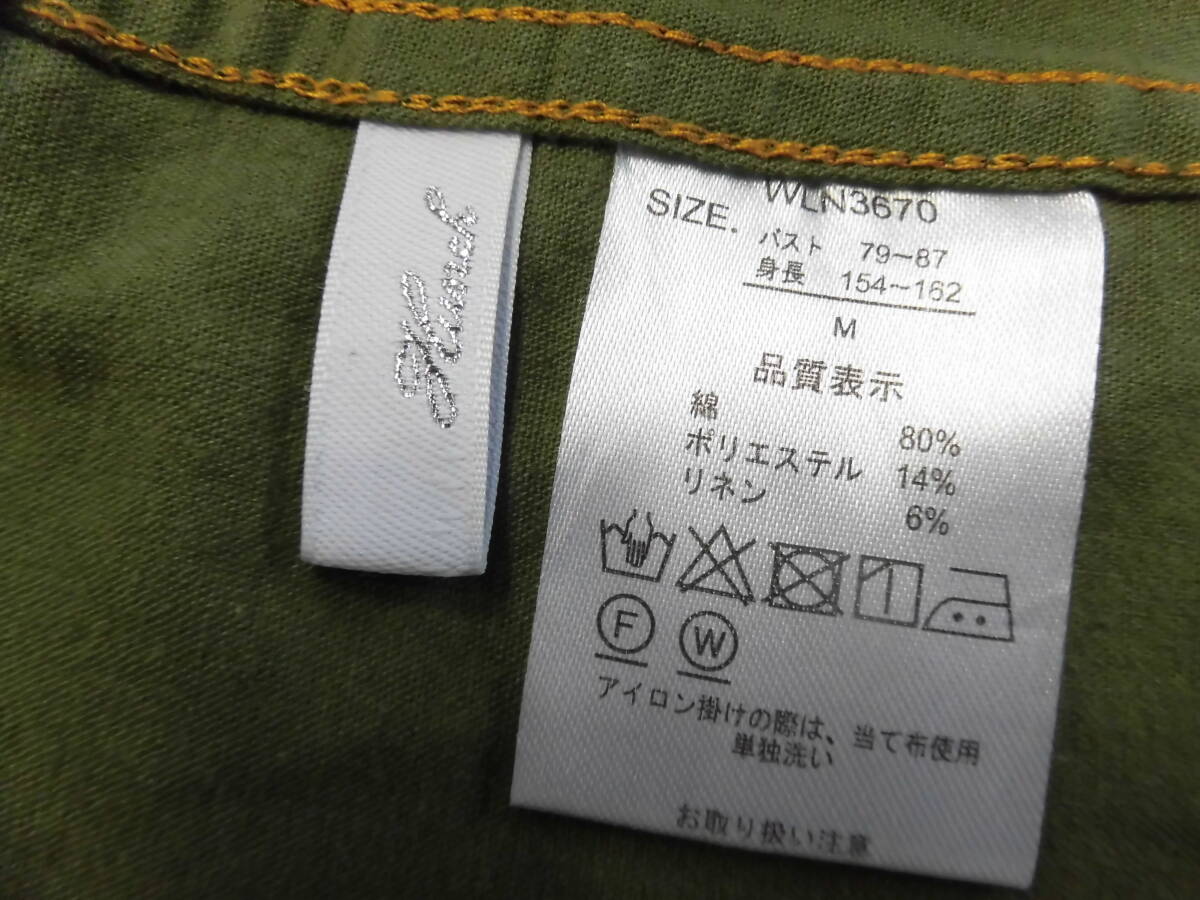 WLN3670
SIZE.
バスト 79~87
身長 154~162
M
品質表示
綿 80%
ポリエステル 14%
リネン 6%
F W
アイロン掛けの際は、当て布使用
単独洗い
お取り扱い注意